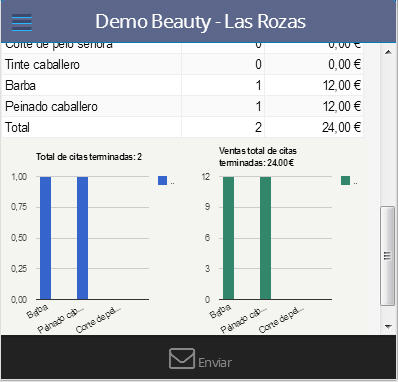 Demo Beauty - Las Rozas
Corte de pelo señora 0 0,00 €
Tinte caballero 0 0,00 €
Barba 1 12,00 €
Peinado caballero 1 12,00 €
Total 2 24,00 €
Total de citas terminadas: 2
1,00
0,75
0,50
0,25
0,00
Barba
Peinado cab...
Corte de pel...
..
Ventas total de citas
terminadas: 24.00 €
12
9
6
3
0
Barba
Peinado cab...
Corte de pel...
..
Enviar